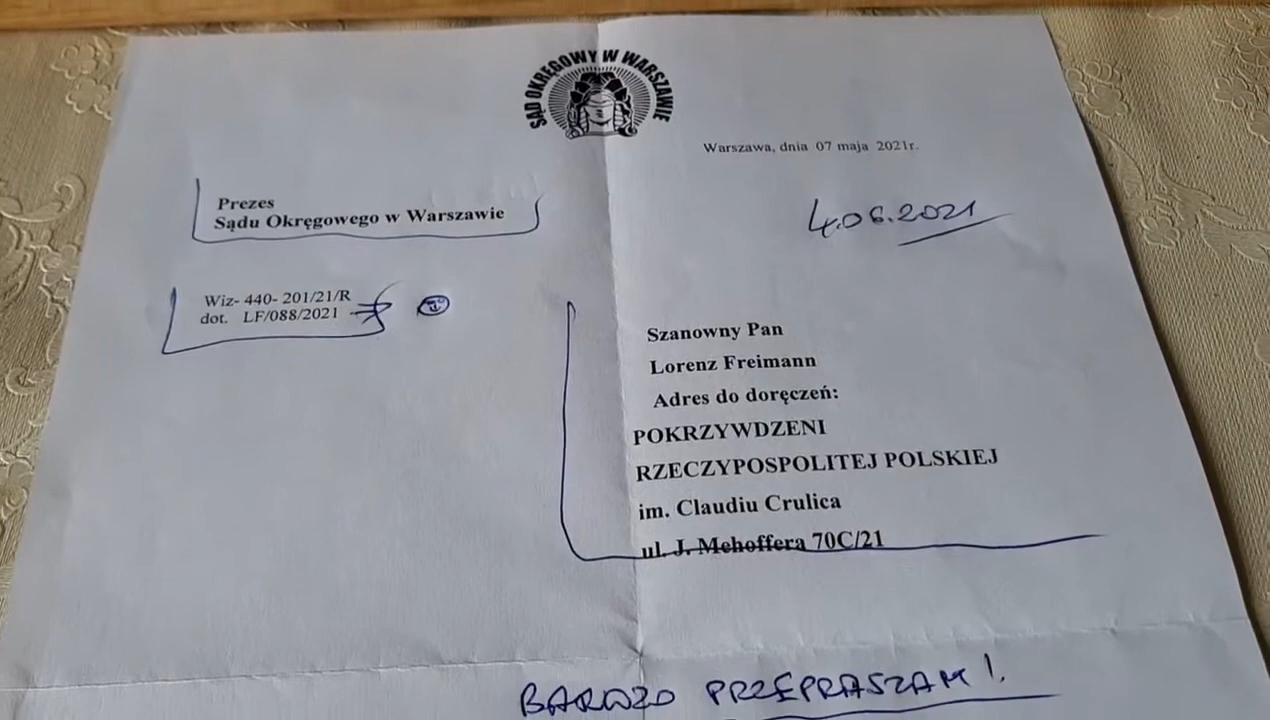 SĄD OKRĘGOWY W WARSZAWIE
Warszawa, dnia 07 maja 2021r.
Prezes
Sądu Okręgowego w Warszawie
4.06.2021
Wiz- 440- 201/21/R
dot. LF/088/2021
Szanowny Pan
Lorenz Freimann
Adres do doręczeń:
POKRZYWDZENI
RZECZYPOSPOLITEJ POLSKIEJ
im. Claudiu Crulica
ul. J. Mehoffera 70C/21
BARDZO PRZEPRASZAM!